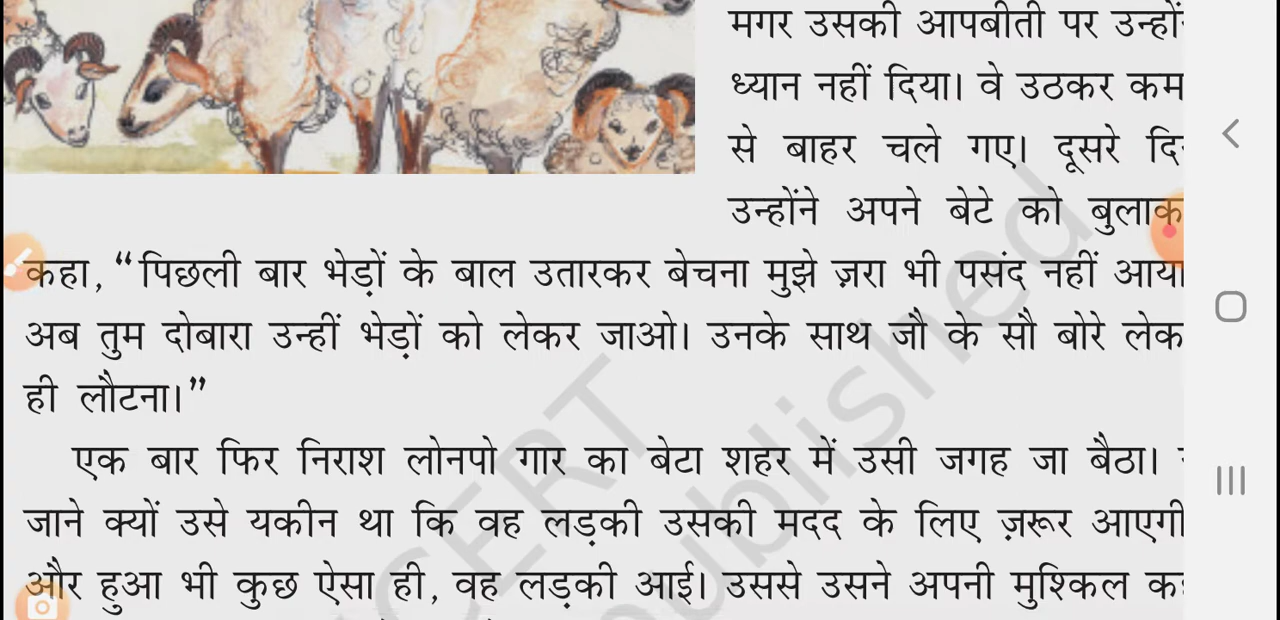 मगर उसकी आपबीती पर
ध्यान नहीं दिया। वे उठकर
से बाहर चले गए। दूसरे
उन्होंने अपने बेटे को
कहा, “पिछली बार भेड़ों के बाल उतारकर बेचना मुझे ज़रा भी पसंद नहीं आया
अब तुम दोबारा उन्हीं भेड़ों को लेकर जाओ। उनके साथ जौ के सौ बोरे
ही लौटना।”
एक बार फिर निराश लोनपो गार का बेटा शहर में उसी जगह जा बैठा।
जाने क्यों उसे यकीन था कि वह लड़की उसकी मदद के लिए ज़रूर आएगी
और हुआ भी कुछ ऐसा ही, वह लड़की आई। उससे उसने अपनी मुश्किल